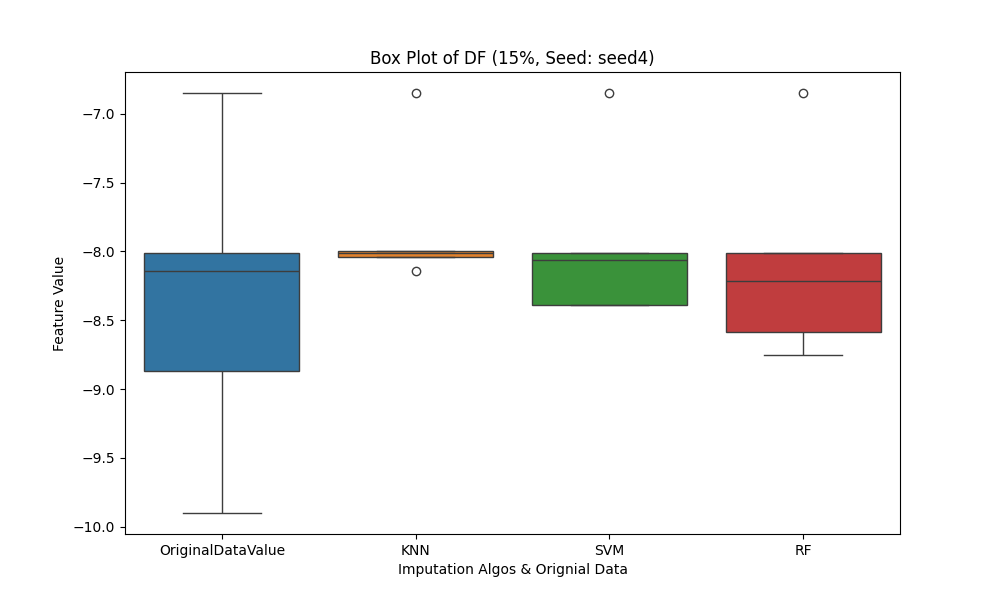 Box Plot of DF (15%, Seed: seed4)
Feature Value
−7.0
−7.5
−8.0
−8.5
−9.0
−9.5
−10.0
OriginalDataValue
KNN
SVM
RF
Imputation Algos & Orignial Data